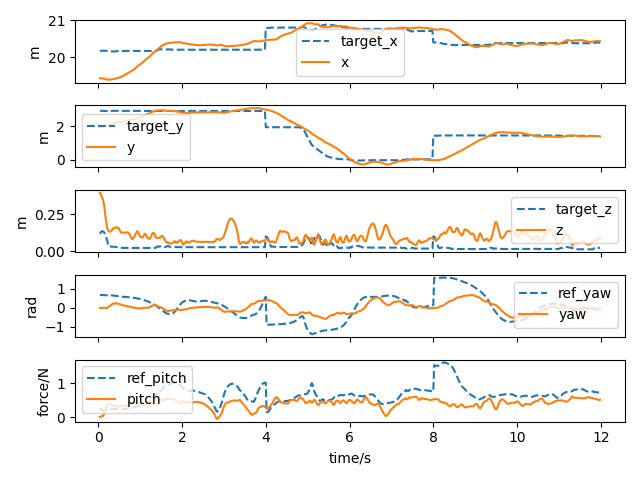 21
20
m
target_x
x
2
0
m
target_y
y
0.25
0.00
m
target_z
z
1
0
−1
rad
ref_yaw
yaw
1
0
force/N
ref_pitch
pitch
0 2 4 6 8 10 12
time/s